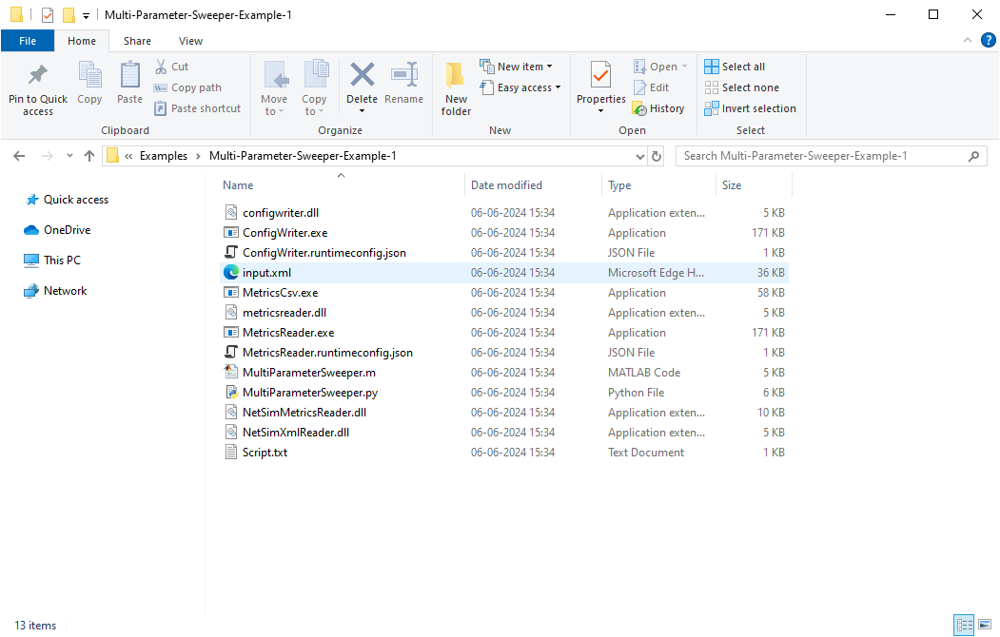 Multi-Parameter-Sweeper-Example-1
File Home Share View
Pin to Quick access
Copy
Paste
Cut
Copy path
Paste shortcut
Clipboard
Move to
Copy to
Delete
Rename
Organize
New folder
New item
Easy access
New
Properties
Open
Edit
History
Open
Select all
Select none
Invert selection
Select
« Examples > Multi-Parameter-Sweeper-Example-1
Search Multi-Parameter-Sweeper-Example-1
Quick access
OneDrive
This PC
Network
Name Date modified Type Size
configwriter.dll 06-06-2024 15:34 Application exten... 5 KB
ConfigWriter.exe 06-06-2024 15:34 Application 171 KB
ConfigWriter.runtimeconfig.json 06-06-2024 15:34 JSON File 1 KB
input.xml 06-06-2024 15:34 Microsoft Edge H... 36 KB
MetricsCsv.exe 06-06-2024 15:34 Application 58 KB
metricsreader.dll 06-06-2024 15:34 Application exten... 5 KB
MetricsReader.exe 06-06-2024 15:34 Application 171 KB
MetricsReader.runtimeconfig.json 06-06-2024 15:34 JSON File 1 KB
MultiParameterSweeper.m 06-06-2024 15:34 MATLAB Code 5 KB
MultiParameterSweeper.py 06-06-2024 15:34 Python File 6 KB
NetSimMetricsReader.dll 06-06-2024 15:34 Application exten... 10 KB
NetSimXmlReader.dll 06-06-2024 15:34 Application exten... 5 KB
Script.txt 06-06-2024 15:34 Text Document 1 KB
13 items